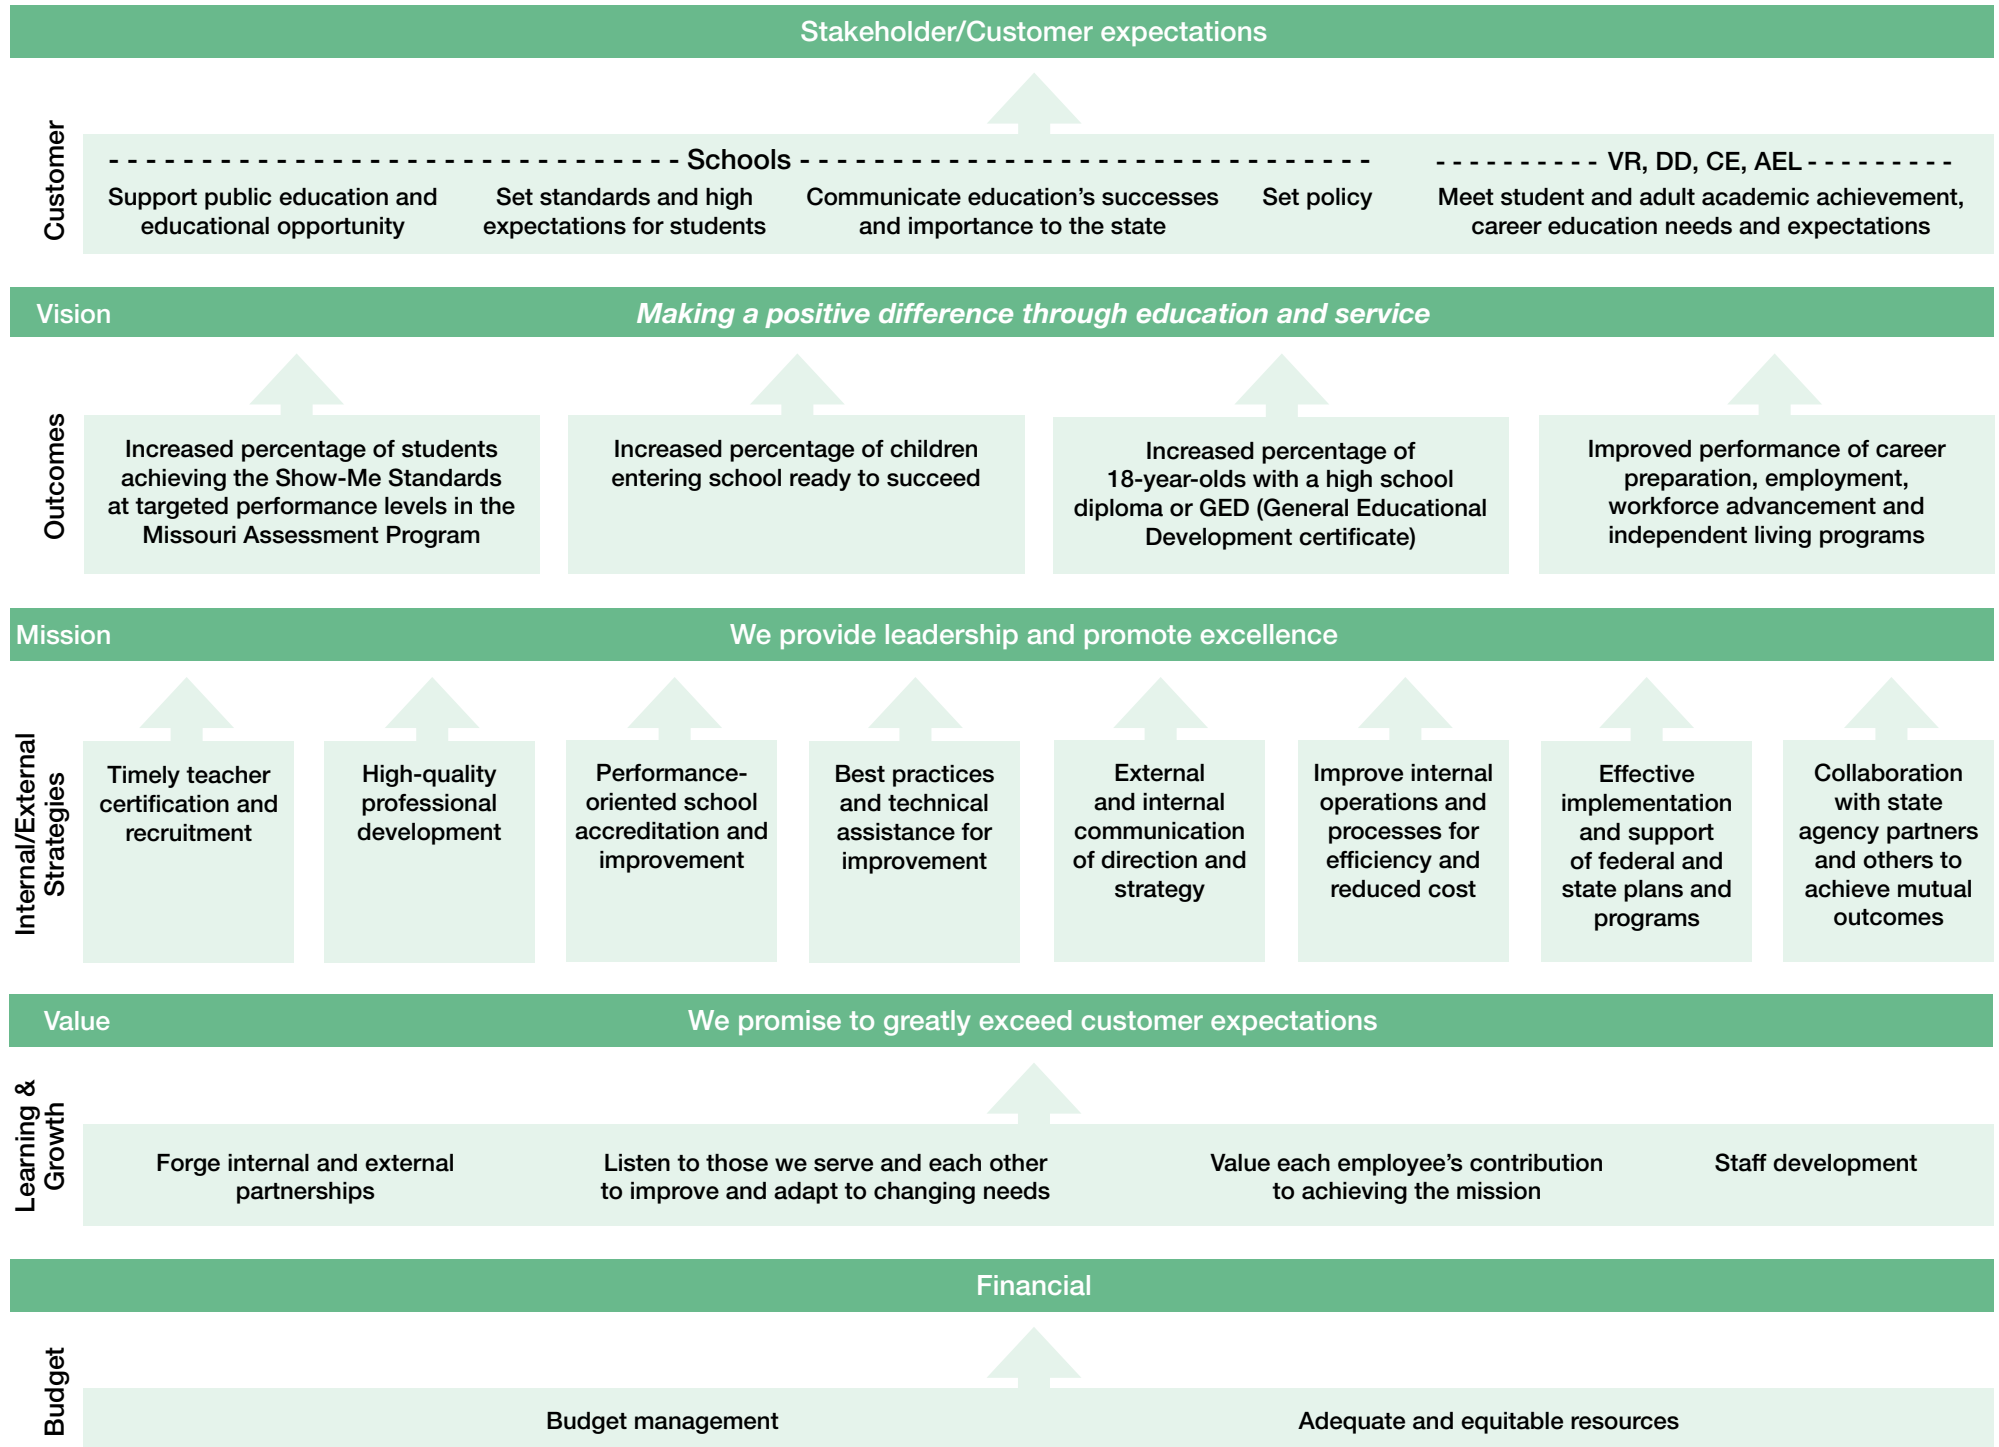 Stakeholder/Customer expectations
Customer
Schools
VR, DD, CE, AEL
Support public education and
educational opportunity
Set standards and high
expectations for students
Communicate education’s successes
and importance to the state
Set policy
Meet student and adult academic achievement,
career education needs and expectations
Vision
Making a positive difference through education and service
Outcomes
Increased percentage of students
achieving the Show-Me Standards
at targeted performance levels in the
Missouri Assessment Program
Increased percentage of children
entering school ready to succeed
Increased percentage of
18-year-olds with a high school
diploma or GED (General Educational
Development certificate)
Improved performance of career
preparation, employment,
workforce advancement and
independent living programs
Mission
We provide leadership and promote excellence
Internal/External
Strategies
Timely teacher
certification and
recruitment
High-quality
professional
development
Performance-
oriented school
accreditation and
improvement
Best practices
and technical
assistance for
improvement
External
and internal
communication
of direction and
strategy
Improve internal
operations and
processes for
efficiency and
reduced cost
Effective
implementation
and support
of federal and
state plans and
programs
Collaboration
with state
agency partners
and others to
achieve mutual
outcomes
Value
We promise to greatly exceed customer expectations
Learning &
Growth
Forge internal and external
partnerships
Listen to those we serve and each other
to improve and adapt to changing needs
Value each employee’s contribution
to achieving the mission
Staff development
Financial
Budget
Budget management
Adequate and equitable resources